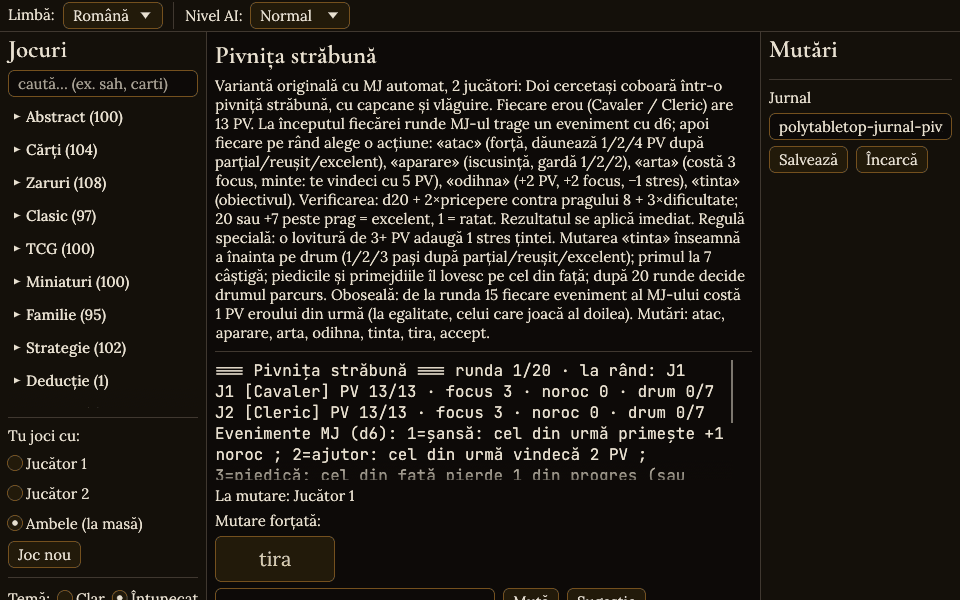 Limbă:
Română
Nivel AI:
Normal
Jocuri
caută... (ex. sah, carti)
Abstract (100)
Cărți (104)
Zaruri (108)
Clasic (97)
TCG (100)
Miniaturi (100)
Familie (95)
Strategie (102)
Deducție (1)
Tu joci cu:
Jucător 1
Jucător 2
Ambele (la masă)
Joc nou
Temă:
Clar
Întunecat
Pivnița străbună
Variantă originală cu MJ automat, 2 jucători: Doi cercetași coboară într-o
pivniță străbună, cu capcane și vlăguire. Fiecare erou (Cavaler / Cleric) are
13 PV. La începutul fiecărei runde MJ-ul trage un eveniment cu d6; apoi
fiecare pe rând alege o acțiune: «atac» (forță, dăunează 1/2/4 PV după
parțial/reușit/excelent), «aparare» (iscusință, gardă 1/2/2), «arta» (costă 3
focus, minte: te vindeci cu 5 PV), «odihna» (+2 PV, +2 focus, −1 stres), «tinta»
(obiectivul). Verificarea: d20 + 2×pricepere contra pragului 8 + 3×dificultate;
20 sau +7 peste prag = excelent, 1 = ratat. Rezultatul se aplică imediat. Regulă
specială: o lovitură de 3+ PV adaugă 1 stres țintei. Mutarea «tinta» înseamnă
a înainta pe drum (1/2/3 pași după parțial/reușit/excelent); primul la 7
câștigă; piedicile și primejdiile îl lovesc pe cel din față; după 20 runde decide
drumul parcurs. Oboseală: de la runda 15 fiecare eveniment al MJ-ului costă
1 PV eroului din urmă (la egalitate, celui care joacă al doilea). Mutări: atac,
aparare, arta, odihna, tinta, tira, accept.
═══ Pivnița străbună ═══ runda 1/20 · la rând: J1
J1 [Cavaler] PV 13/13 · focus 3 · noroc 0 · drum 0/7
J2 [Cleric] PV 13/13 · focus 3 · noroc 0 · drum 0/7
Evenimente MJ (d6): 1=șansă: cel din urmă primește +1
noroc ; 2=ajutor: cel din urmă vindecă 2 PV ;
3=piedică: cel din față pierde 1 din progres (sau
La mutare: Jucător 1
Mutare forțată:
tira
Mută
Sugestie
Mutări
Jurnal
polytabletop-jurnal-piv
Salvează
Încarcă